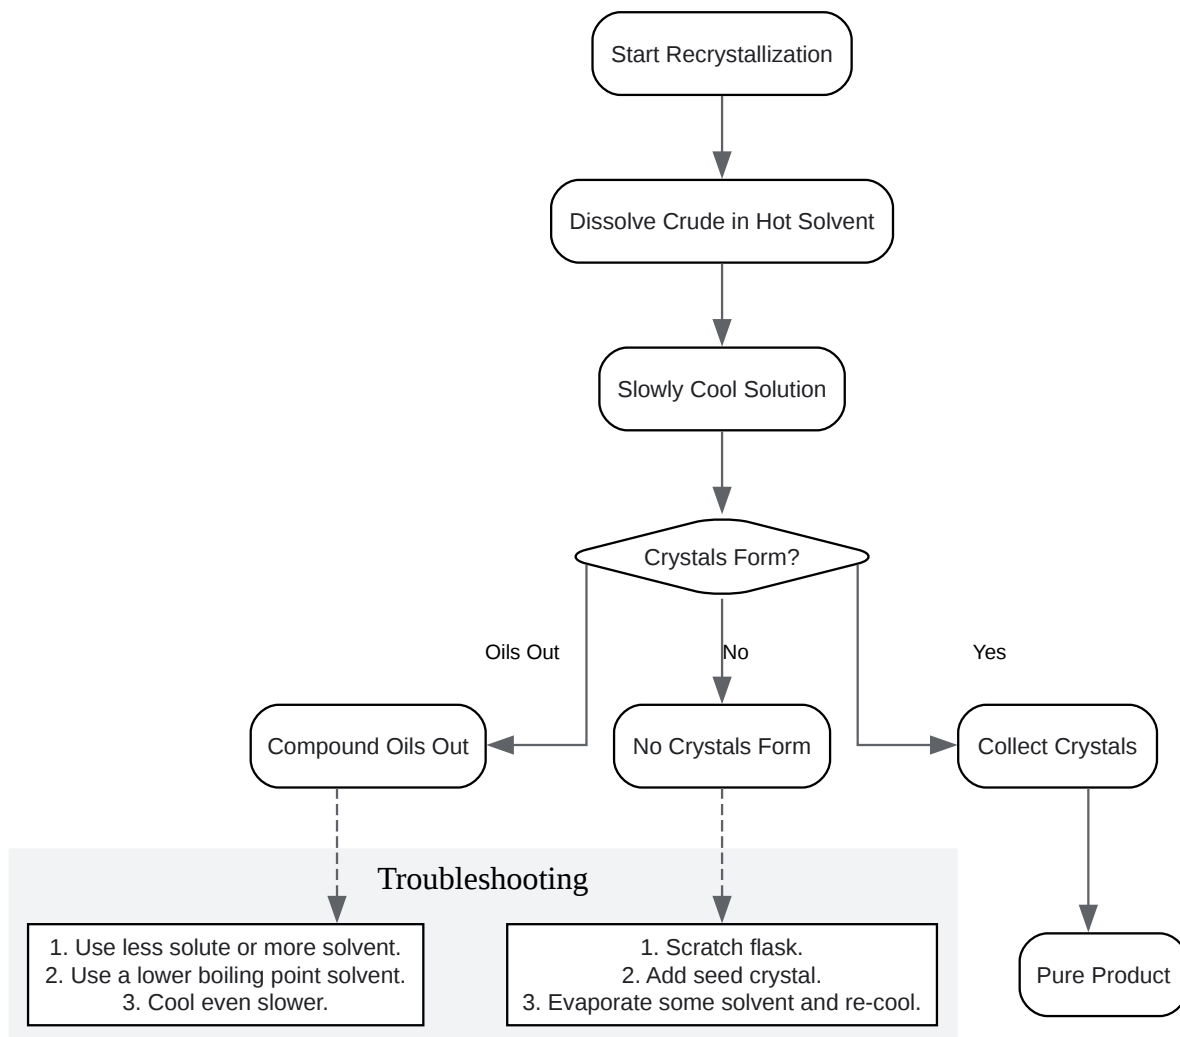 Start Recrystallization
Dissolve Crude in Hot Solvent
Slowly Cool Solution
Crystals Form?
Oils Out
No
Yes
Compound Oils Out
No Crystals Form
Collect Crystals
Troubleshooting
1. Use less solute or more solvent.
2. Use a lower boiling point solvent.
3. Cool even slower.
1. Scratch flask.
2. Add seed crystal.
3. Evaporate some solvent and re-cool.
Pure Product